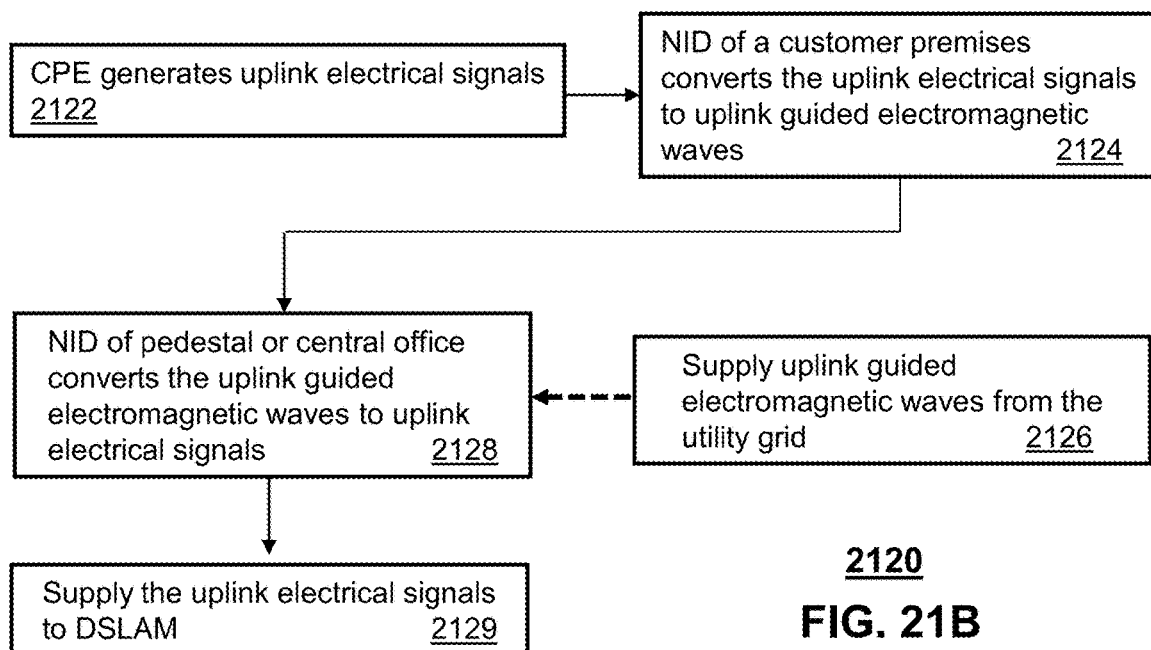 CPE generates uplink electrical signals
2122
NID of a customer premises
converts the uplink electrical signals
to uplink guided electromagnetic
waves 2124
NID of pedestal or central office
converts the uplink guided
electromagnetic waves to uplink
electrical signals 2128
Supply uplink guided
electromagnetic waves from the
utility grid 2126
Supply the uplink electrical signals
to DSLAM 2129
2120
FIG. 21B